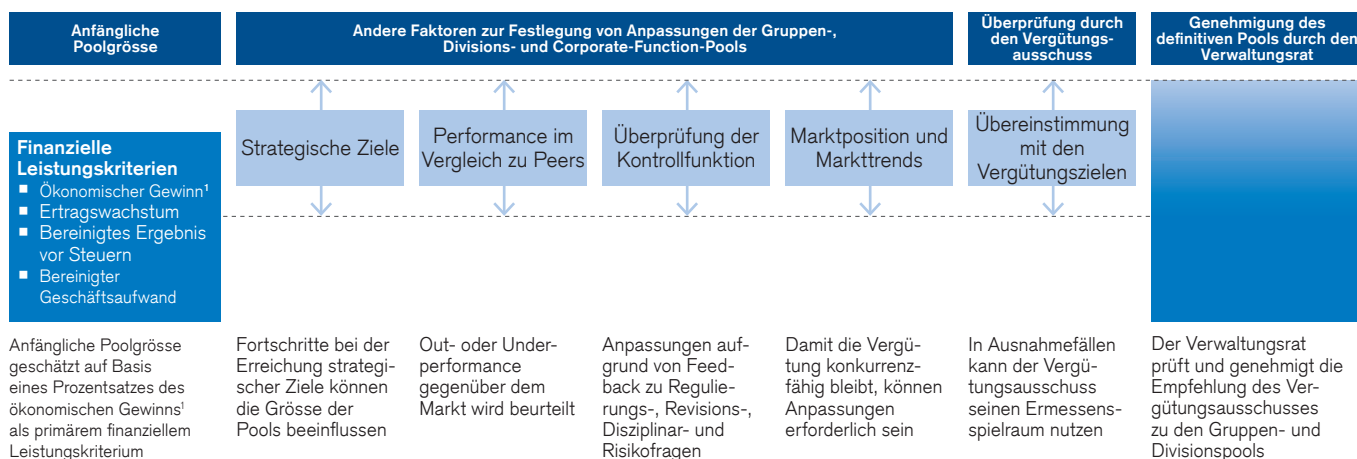 Anfängliche
Poolgrösse
Andere Faktoren zur Festlegung von Anpassungen der Gruppen-,
Divisions- und Corporate-Function-Pools
Überprüfung durch
den Vergütungs-
ausschuss
Genehmigung des
definitiven Pools durch den
Verwaltungsrat
Finanzielle
Leistungskriterien
■ Ökonomischer Gewinn¹
■ Ertragswachstum
■ Bereinigtes Ergebnis
vor Steuern
■ Bereinigter
Geschäftsaufwand
Strategische Ziele
Performance im
Vergleich zu Peers
Überprüfung der
Kontrollfunktion
Marktposition und
Markttrends
Übereinstimmung
mit den
Vergütungszielen
Anfängliche Poolgrösse
geschätzt auf Basis
eines Prozentsatzes des
ökonomischen Gewinns¹
als primärem finanziellem
Leistungskriterium
Fortschritte bei der
Erreichung strategi-
scher Ziele können
die Grösse der
Pools beeinflussen
Out- oder Under-
performance
gegenüber dem
Markt wird beurteilt
Anpassungen auf-
grund von Feed-
back zu Regulie-
rungs-, Revisions-,
Disziplinar- und
Risikofragen
Damit die Vergü-
tung konkurrenz-
fähig bleibt, können
Anpassungen
erforderlich sein
In Ausnahmefällen
kann der Vergü-
tungsausschuss
seinen Ermessens-
spielraum nutzen
Der Verwaltungsrat
prüft und genehmigt die
Empfehlung des Ver-
gütungsausschusses
zu den Gruppen- und
Divisionspools